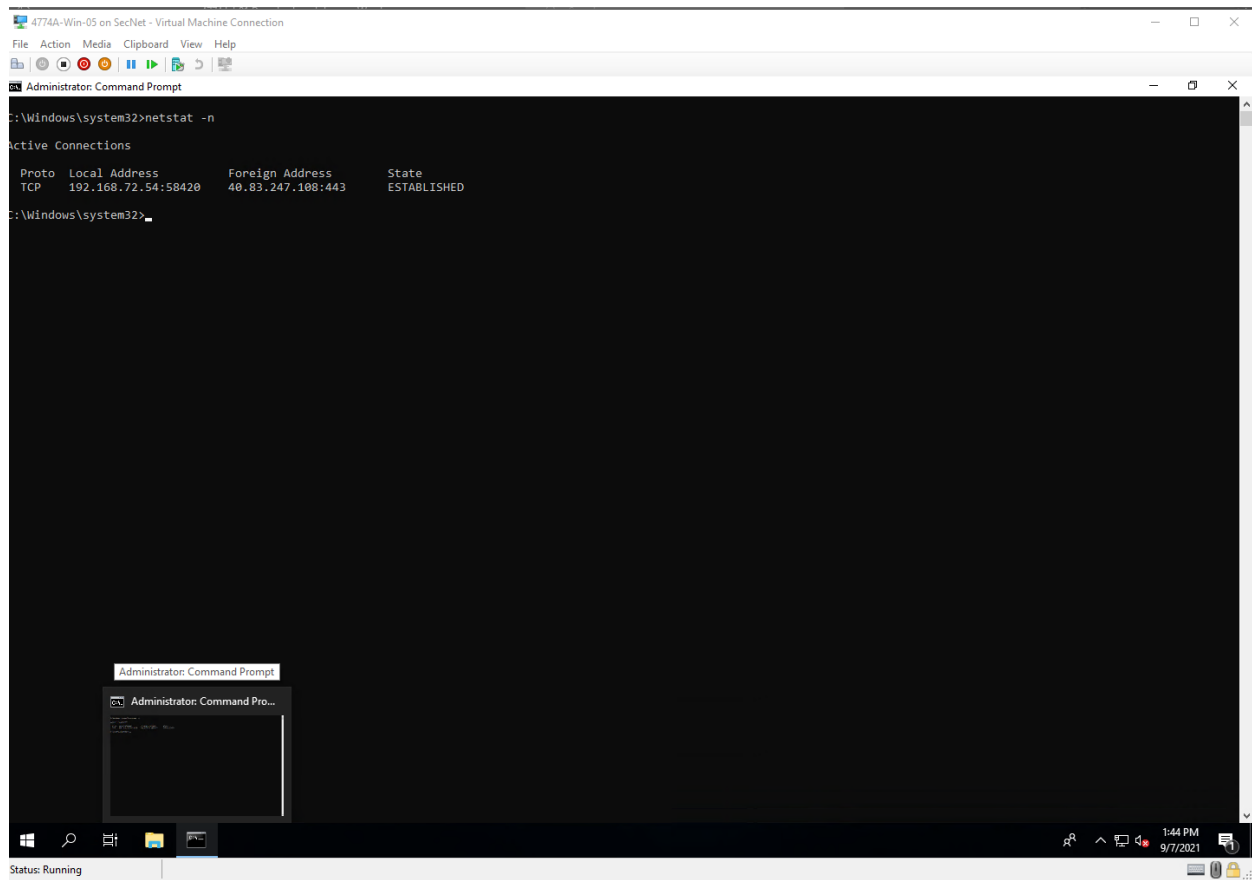 4774A-Win-05 on SecNet - Virtual Machine Connection
File Action Media Clipboard View Help
Administrator: Command Prompt
C:\Windows\system32>netstat -n
Active Connections
Proto Local Address Foreign Address State
TCP 192.168.72.54:58420 40.83.247.108:443 ESTABLISHED
C:\Windows\system32>
Administrator: Command Prompt
Administrator: Command Pro...
1:44 PM
9/7/2021
1
Status: Running